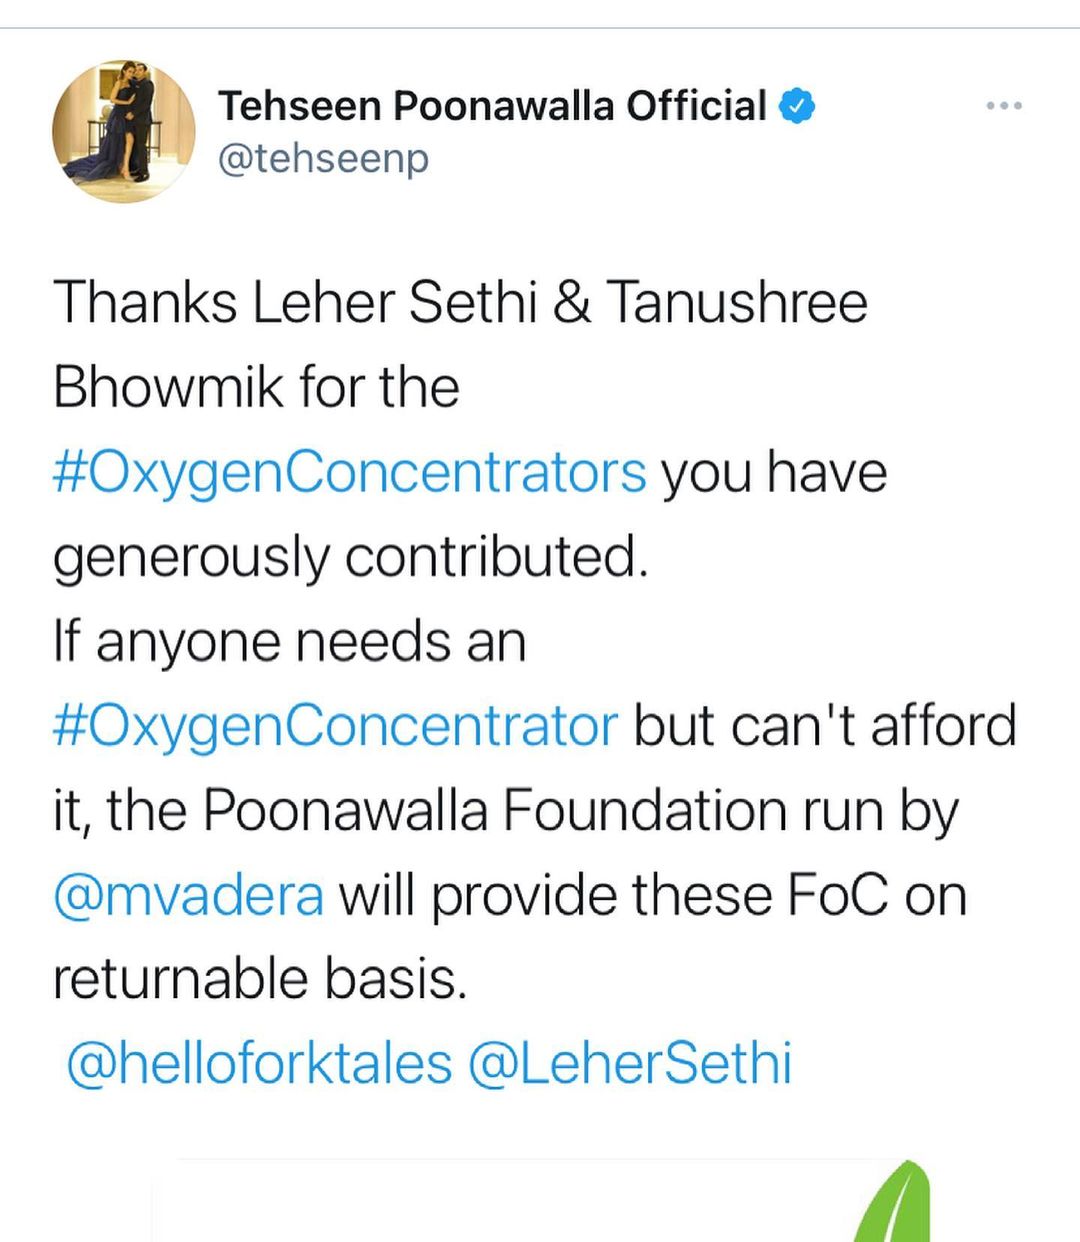 Tehseen Poonawalla Official
@tehseenp
Thanks Leher Sethi & Tanushree
Bhowmik for the
#OxygenConcentrators you have
generously contributed.
If anyone needs an
#OxygenConcentrator but can't afford
it, the Poonawalla Foundation run by
@mvadera will provide these FoC on
returnable basis.
@helloforktales @LeherSethi